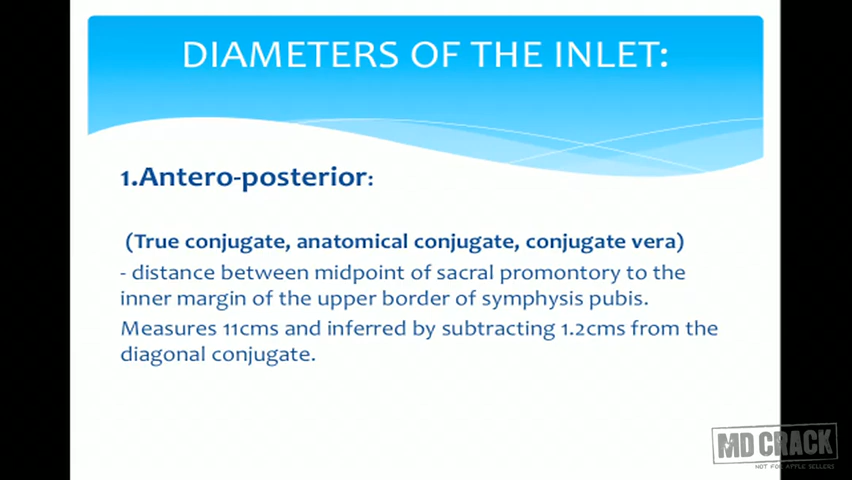 DIAMETERS OF THE INLET:
1.Antero-posterior:
(True conjugate, anatomical conjugate, conjugate vera)
- distance between midpoint of sacral promontory to the
inner margin of the upper border of symphysis pubis.
Measures 11cms and inferred by subtracting 1.2cms from the
diagonal conjugate.
MD CRACK
NOT FOR APPLE SELLERS